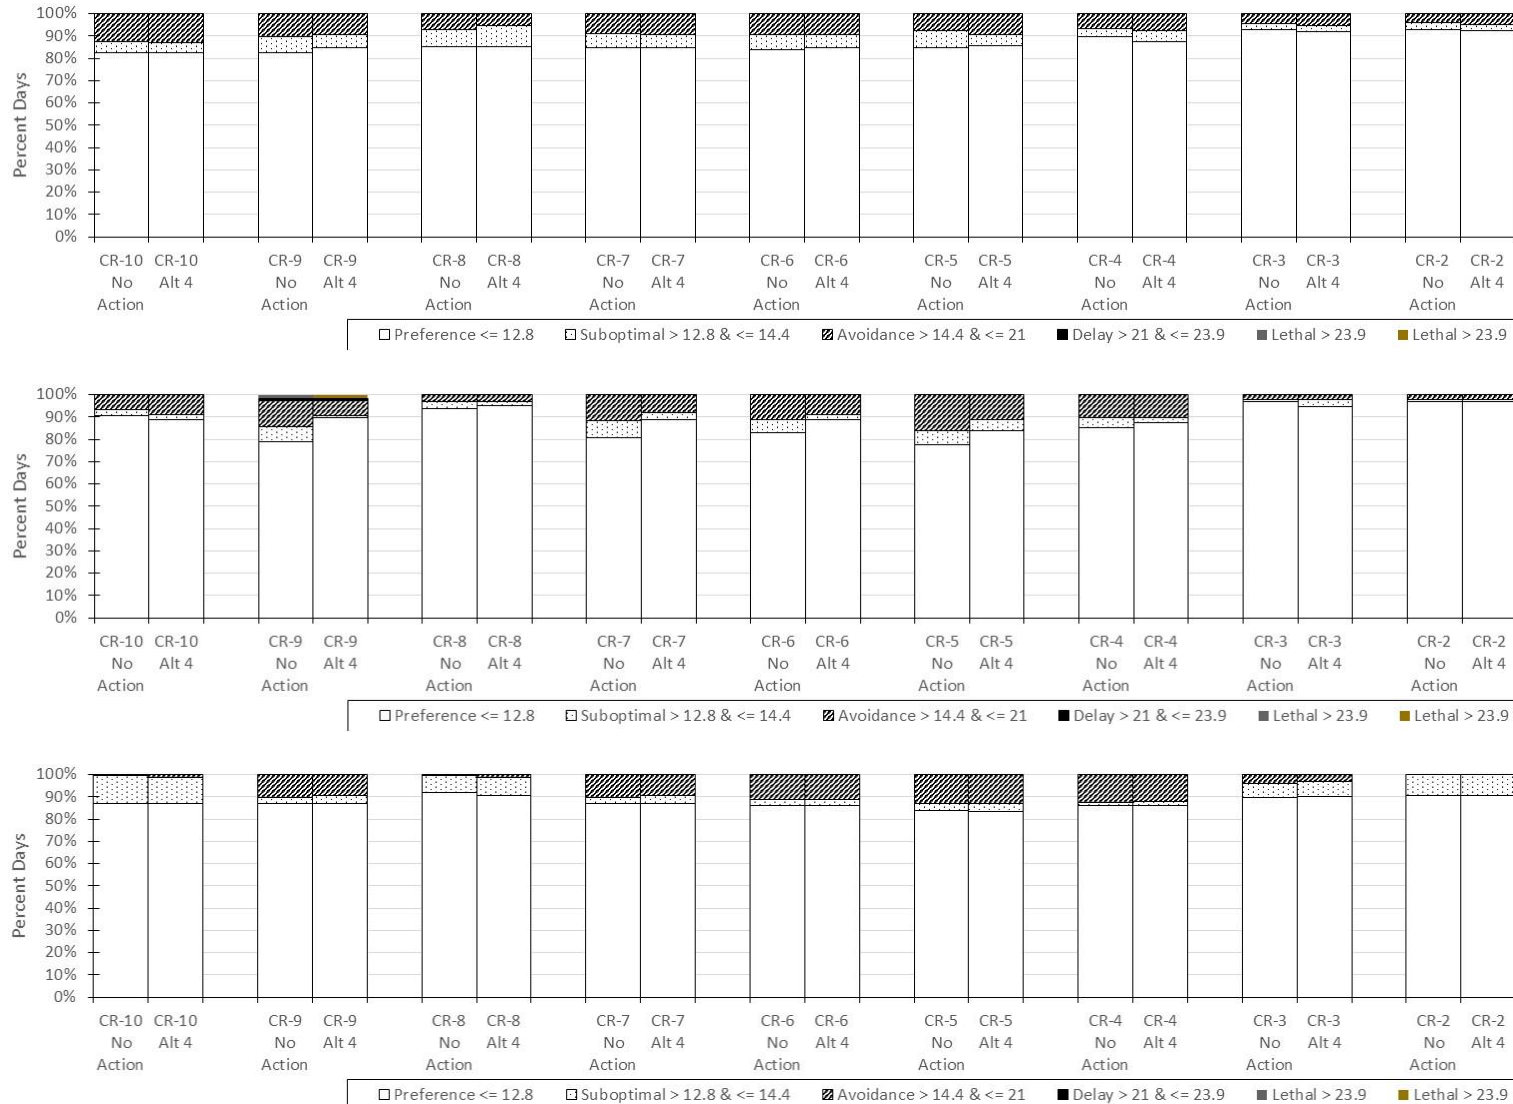 100%
90%
80%
70%
60%
50%
40%
30%
20%
10%
0%
Percent Days
CR-10 CR-10 CR-9 CR-9 CR-8 CR-8 CR-7 CR-7 CR-6 CR-6 CR-5 CR-5 CR-4 CR-4 CR-3 CR-3 CR-2 CR-2
No Alt 4 No Alt 4 No Alt 4 No Alt 4 No Alt 4 No Alt 4 No Alt 4 No Alt 4 No Alt 4
Action Action Action Action Action Action Action Action Action
Preference <= 12.8 Suboptimal > 12.8 & <= 14.4 Avoidance > 14.4 & <= 21 Delay > 21 & <= 23.9 Lethal > 23.9 Lethal > 23.9
100%
90%
80%
70%
60%
50%
40%
30%
20%
10%
0%
Percent Days
CR-10 CR-10 CR-9 CR-9 CR-8 CR-8 CR-7 CR-7 CR-6 CR-6 CR-5 CR-5 CR-4 CR-4 CR-3 CR-3 CR-2 CR-2
No Alt 4 No Alt 4 No Alt 4 No Alt 4 No Alt 4 No Alt 4 No Alt 4 No Alt 4 No Alt 4
Action Action Action Action Action Action Action Action Action
Preference <= 12.8 Suboptimal > 12.8 & <= 14.4 Avoidance > 14.4 & <= 21 Delay > 21 & <= 23.9 Lethal > 23.9 Lethal > 23.9
100%
90%
80%
70%
60%
50%
40%
30%
20%
10%
0%
Percent Days
CR-10 CR-10 CR-9 CR-9 CR-8 CR-8 CR-7 CR-7 CR-6 CR-6 CR-5 CR-5 CR-4 CR-4 CR-3 CR-3 CR-2 CR-2
No Alt 4 No Alt 4 No Alt 4 No Alt 4 No Alt 4 No Alt 4 No Alt 4 No Alt 4 No Alt 4
Action Action Action Action Action Action Action Action Action
Preference <= 12.8 Suboptimal > 12.8 & <= 14.4 Avoidance > 14.4 & <= 21 Delay > 21 & <= 23.9 Lethal > 23.9 Lethal > 23.9